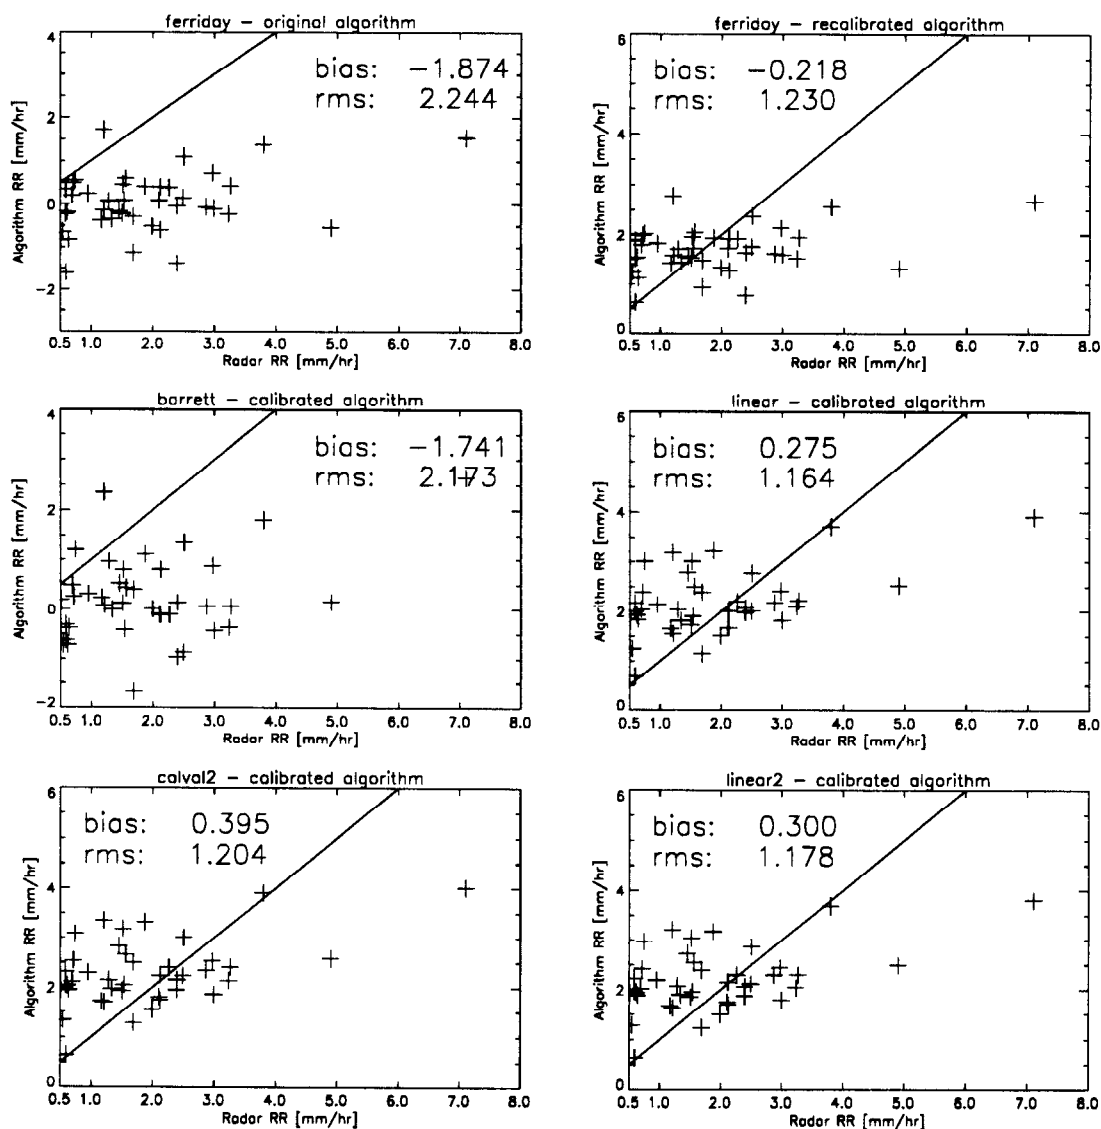 ferriday – original algorithm
bias: −1.874
rms: 2.244
Algorithm RR [mm/hr]
4
2
0
−2
0.5 1.0 2.0 3.0 4.0 5.0 6.0 7.0 8.0
Radar RR [mm/hr]
ferriday – recalibrated algorithm
bias: −0.218
rms: 1.230
Algorithm RR [mm/hr]
6
4
2
0
0.5 1.0 2.0 3.0 4.0 5.0 6.0 7.0 8.0
Radar RR [mm/hr]
barrett – calibrated algorithm
bias: −1.741
rms: 2.173
Algorithm RR [mm/hr]
4
2
0
−2
0.5 1.0 2.0 3.0 4.0 5.0 6.0 7.0 8.0
Radar RR [mm/hr]
linear – calibrated algorithm
bias: 0.275
rms: 1.164
Algorithm RR [mm/hr]
6
4
2
0
0.5 1.0 2.0 3.0 4.0 5.0 6.0 7.0 8.0
Radar RR [mm/hr]
calval2 – calibrated algorithm
bias: 0.395
rms: 1.204
Algorithm RR [mm/hr]
6
4
2
0
0.5 1.0 2.0 3.0 4.0 5.0 6.0 7.0 8.0
Radar RR [mm/hr]
linear2 – calibrated algorithm
bias: 0.300
rms: 1.178
Algorithm RR [mm/hr]
6
4
2
0
0.5 1.0 2.0 3.0 4.0 5.0 6.0 7.0 8.0
Radar RR [mm/hr]